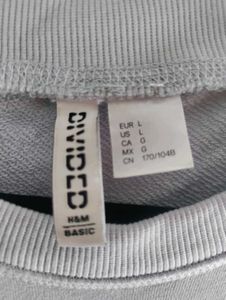 DIVIDED
H&M
BASIC
EUR L
US L
CA G
MX G
CN 170/104B